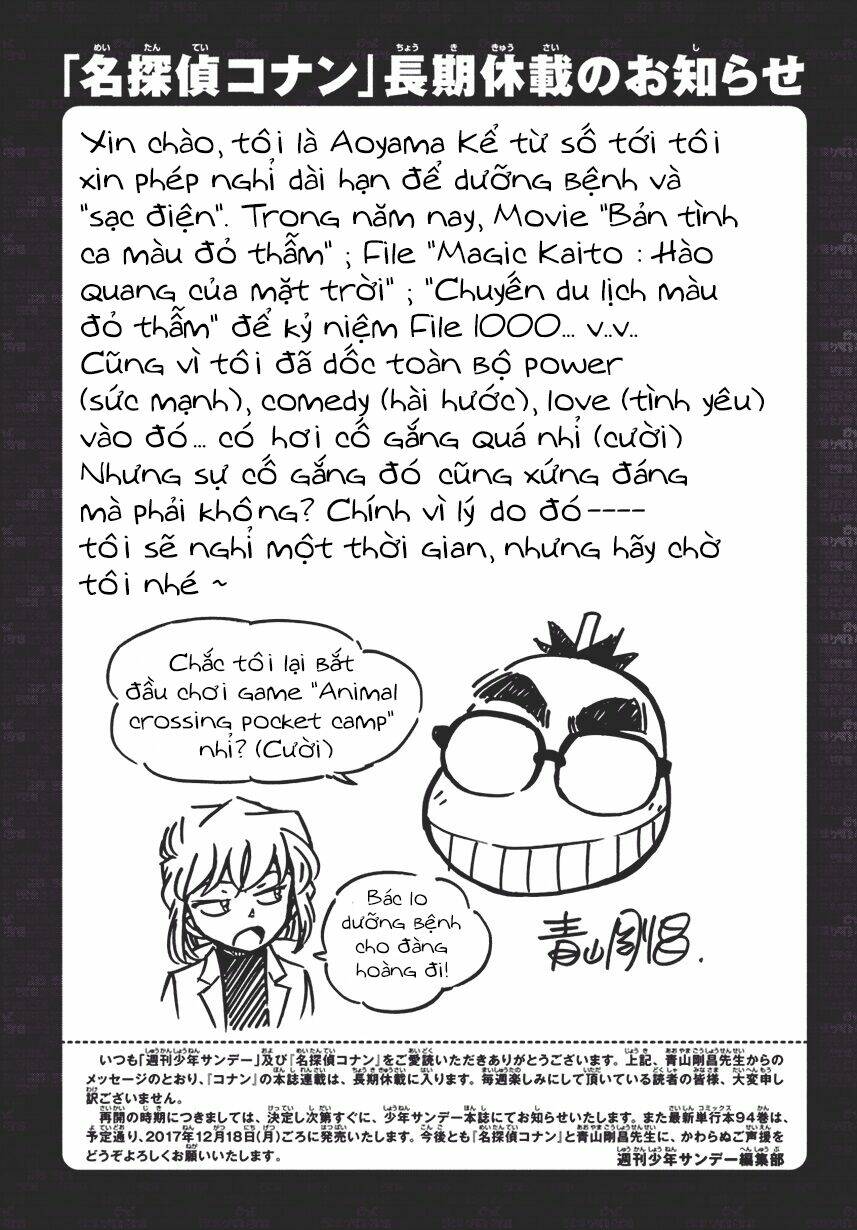 「名探偵コナン」長期休載のお知らせ
Xin chào, tôi là Aoyama Kể từ số tới tôi
xin phép nghỉ dài hạn để dưỡng bệnh và
"sạc điện". Trong năm nay, Movie "Bản tình
ca màu đỏ thẫm" ; File "Magic Kaito : Hào
quang của mặt trời" ; "Chuyến du lịch màu
đỏ thẫm" để kỷ niệm File 1000... v.v..
Cũng vì tôi đã dốc toàn bộ power
(sức mạnh), comedy (hài hước), love (tình yêu)
vào đó... có hơi cố gắng quá nhỉ (cười)
Nhưng sự cố gắng đó cũng xứng đáng
mà phải không? Chính vì lý do đó----
tôi sẽ nghỉ một thời gian, nhưng hãy chờ
tôi nhé ~
Chắc tôi lại bắt
đầu chơi game "Animal
crossing pocket camp"
nhỉ? (Cười)
Bác lo
dưỡng bệnh
cho đàng
hoàng đi!
青山剛昌.
いつも「週刊少年サンデー」及び『名探偵コナン』をご愛読いただきありがとうございます。上記、青山剛昌先生からの
メッセージのとおり、『コナン』の本誌連載は、長期休載に入ります。毎週楽しみにして頂いている読者の皆様、大変申し
訳ございません。
再開の時期につきましては、決定し次第すぐに、少年サンデー本誌にてお知らせいたします。また最新単行本94巻は、
予定通り、2017年12月18日(月)ごろに発売いたします。今後とも『名探偵コナン』と青山剛昌先生に、かわらぬご声援を
どうぞよろしくお願いいたします。
週刊少年サンデー編集部